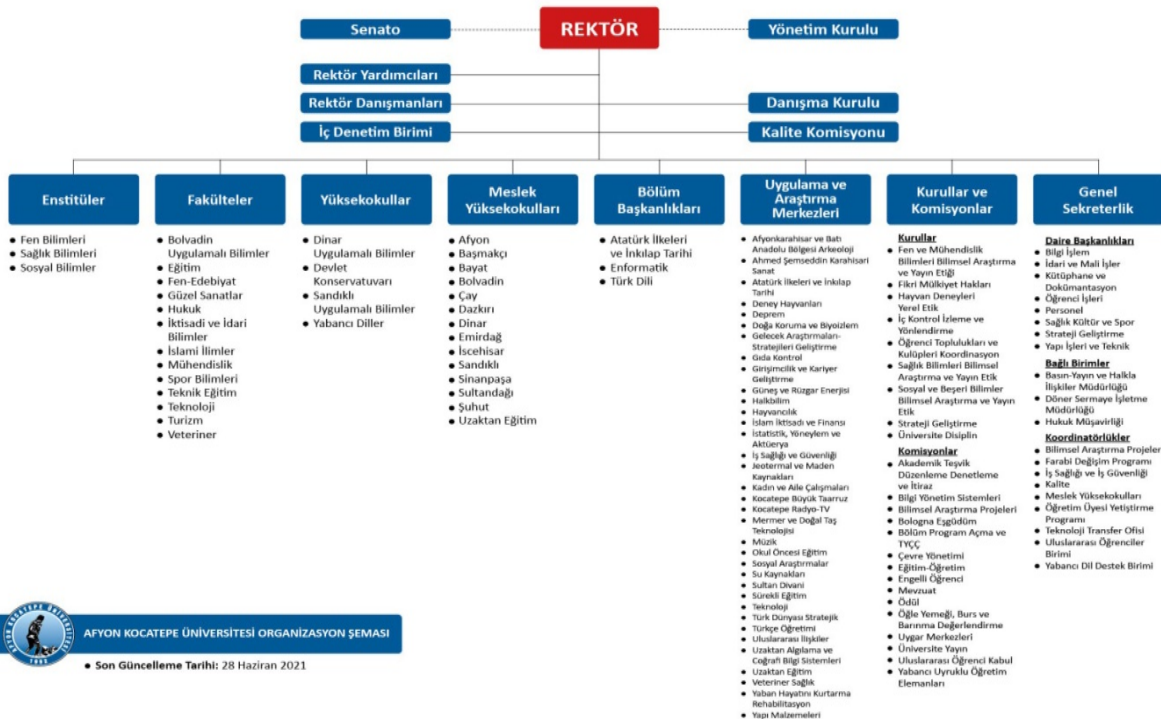 Senato
REKTÖR
Yönetim Kurulu
Rektör Yardımcıları
Rektör Danışmanları
Danışma Kurulu
İç Denetim Birimi
Kalite Komisyonu
Enstitüler
● Fen Bilimleri
● Sağlık Bilimleri
● Sosyal Bilimler
Fakülteler
● Bolvadin
Uygulamalı Bilimler
● Eğitim
● Fen-Edebiyat
● Güzel Sanatlar
● Hukuk
● İktisadi ve İdari
Bilimler
● İslami İlimler
● Mühendislik
● Spor Bilimleri
● Teknik Eğitim
● Teknoloji
● Turizm
● Veteriner
Yüksekokullar
● Dinar
Uygulamalı Bilimler
● Devlet
Konservatuvarı
● Sandıklı
Uygulamalı Bilimler
● Yabancı Diller
Meslek
Yüksekokulları
● Afyon
● Başmakçı
● Bayat
● Bolvadin
● Çay
● Dazkırı
● Dinar
● Emirdağ
● İscehisar
● Sandıklı
● Sinanpaşa
● Sultandağı
● Şuhut
● Uzaktan Eğitim
Bölüm
Başkanlıkları
● Atatürk İlkeleri
ve İnkılap Tarihi
● Enformatik
● Türk Dili
Uygulama ve
Araştırma
Merkezleri
● Afyonkarahisar ve Batı
Anadolu Bölgesi Arkeoloji
● Ahmed Şemseddin Karahisari
Sanat
● Atatürk İlkeleri ve İnkılap
Tarihi
● Deney Hayvanları
● Deprem
● Doğa Koruma ve Biyoizlem
● Gelecek Araştırmaları-
Stratejileri Geliştirme
● Gıda Kontrol
● Girişimcilik ve Kariyer
Geliştirme
● Güneş ve Rüzgar Enerjisi
● Halkbilim
● Hayvancılık
● İslam İktisadi ve Finansı
● İstatistik, Yöneylem ve
Aktüerya
● İş Sağlığı ve Güvenliği
● Jeotermal ve Maden
Kaynakları
● Kadın ve Aile Çalışmaları
● Kocatepe Büyük Taarruz
● Kocatepe Radyo-TV
● Mermer ve Doğal Taş
Teknolojisi
● Müzik
● Okul Öncesi Eğitim
● Sosyal Araştırmalar
● Su Kaynakları
● Sultan Divani
● Sürekli Eğitim
● Teknoloji
● Türk Dünyası Stratejik
● Türkçe Öğretimi
● Uluslararası İlişkiler
● Uzaktan Algılama ve
Coğrafi Bilgi Sistemleri
● Uzaktan Eğitim
● Veteriner Sağlık
● Yaban Hayatını Kurtarma
Rehabilitasyon
● Yapı Malzemeleri
Kurullar ve
Komisyonlar
Kurullar
● Fen ve Mühendislik
Bilimleri Bilimsel Araştırma
ve Yayın Etiği
● Fikri Mülkiyet Hakları
● Hayvan Deneyleri
Yerel Etik
● İç Kontrol İzleme ve
Yönlendirme
● Öğrenci Toplulukları ve
Kulüpleri Koordinasyon
● Sağlık Bilimleri Bilimsel
Araştırma ve Yayın Etik
● Sosyal ve Beşeri Bilimler
Bilimsel Araştırma ve Yayın
Etik
● Strateji Geliştirme
● Üniversite Disiplin
Komisyonlar
● Akademik Teşvik
Düzenleme Denetleme
ve İtiraz
● Bilgi Yönetim Sistemleri
● Bilimsel Araştırma Projeleri
● Bologna Eşgüdüm
● Bölüm Program Açma ve
TYÇÇ
● Çevre Yönetimi
● Eğitim-Öğretim
● Engelli Öğrenci
● Mevzuat
● Ödül
● Öğle Yemeği, Burs ve
Barınma Değerlendirme
● Uygar Merkezleri
● Üniversite Yayın
● Uluslararası Öğrenci Kabul
● Yabancı Uyruklu Öğretim
Elemanları
Genel
Sekreterlik
Daire Başkanlıkları
● Bilgi İşlem
● İdari ve Mali İşler
● Kütüphane ve
Dokümantasyon
● Öğrenci İşleri
● Personel
● Sağlık Kültür ve Spor
● Strateji Geliştirme
● Yapı İşleri ve Teknik
Bağlı Birimler
● Basın-Yayın ve Halkla
İlişkiler Müdürlüğü
● Döner Sermaye İşletme
Müdürlüğü
● Hukuk Müşavirliği
Koordinatörlükler
● Bilimsel Araştırma Projeler
● Farabi Değişim Programı
● İş Sağlığı ve İş Güvenliği
● Kalite
● Meslek Yüksekokulları
● Öğretim Üyesi Yetiştirme
Programı
● Teknoloji Transfer Ofisi
● Uluslararası Öğrenciler
Birimi
● Yabancı Dil Destek Birimi
AFYON KOCATEPE ÜNİVERSİTESİ
1992
AFYON KOCATEPE ÜNİVERSİTESİ ORGANİZASYON ŞEMASI
● Son Güncelleme Tarihi: 28 Haziran 2021